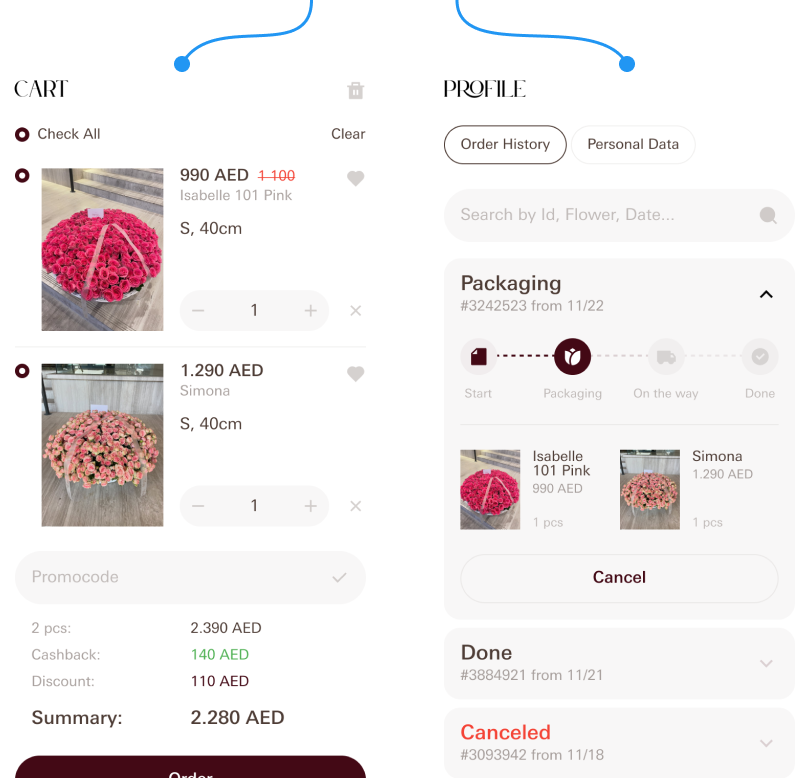 CART
Check All
Clear
990 AED 1 100
Isabelle 101 Pink
S, 40cm
1
1.290 AED
Simona
S, 40cm
1
Promocode
2 pcs: 2.390 AED
Cashback: 140 AED
Discount: 110 AED
Summary: 2.280 AED
Order
PROFILE
Order History
Personal Data
Search by Id, Flower, Date...
Packaging
#3242523 from 11/22
Start
Packaging
On the way
Done
Isabelle
101 Pink
990 AED
1 pcs
Simona
1.290 AED
1 pcs
Cancel
Done
#3884921 from 11/21
Canceled
#3093942 from 11/18